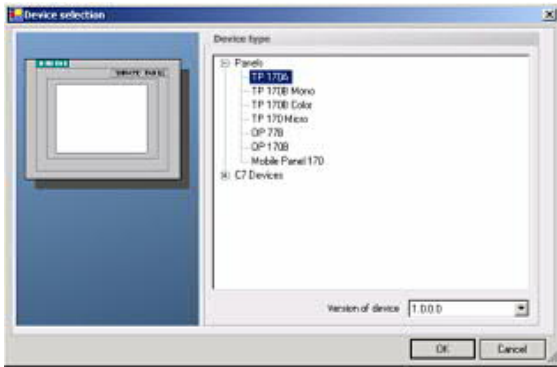 Device selection
Device type
Panels
TP 170A
TP 170B Mono
TP 170B Color
TP 170 Micro
OP 77B
OP 170B
Mobile Panel 170
C7 Devices
Version of device 1.0.0.0
OK Cancel